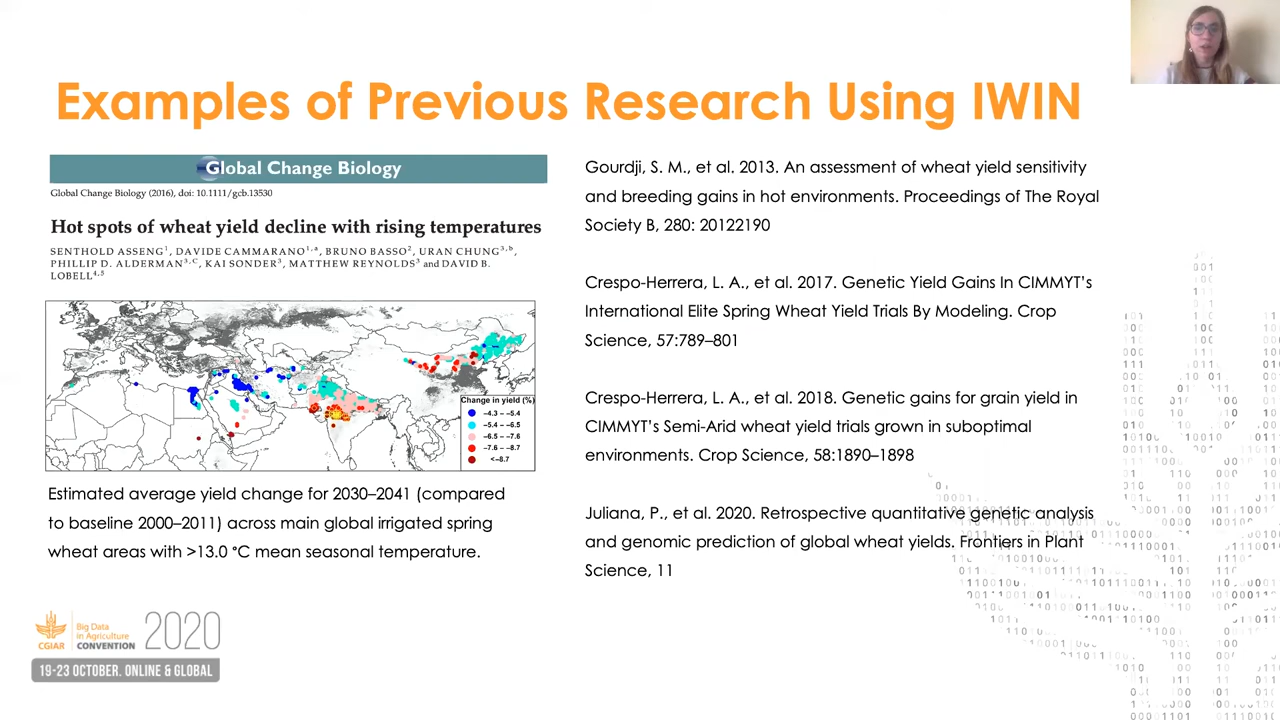 Examples of Previous Research Using IWIN
Global Change Biology
Global Change Biology (2016), doi: 10.1111/gcb.13530
Hot spots of wheat yield decline with rising temperatures
SENTHOLD ASSENG1, DAVIDE CAMMARANO1,a, BRUNO BASSO2, URAN CHUNG3,b,
PHILLIP D. ALDERMAN3,C, KAI SONDER3, MATTHEW REYNOLDS3 and DAVID B.
LOBELL4,5
Change in yield (%)
−4.3 – −5.4
−5.4 – −6.5
−6.5 – −7.6
−7.6 – −8.7
<−8.7
Estimated average yield change for 2030–2041 (compared
to baseline 2000–2011) across main global irrigated spring
wheat areas with >13.0 °C mean seasonal temperature.
Gourdji, S. M., et al. 2013. An assessment of wheat yield sensitivity
and breeding gains in hot environments. Proceedings of The Royal
Society B, 280: 20122190
Crespo-Herrera, L. A., et al. 2017. Genetic Yield Gains In CIMMYT's
International Elite Spring Wheat Yield Trials By Modeling. Crop
Science, 57:789–801
Crespo-Herrera, L. A., et al. 2018. Genetic gains for grain yield in
CIMMYT's Semi-Arid wheat yield trials grown in suboptimal
environments. Crop Science, 58:1890–1898
Juliana, P., et al. 2020. Retrospective quantitative genetic analysis
and genomic prediction of global wheat yields. Frontiers in Plant
Science, 11
CGIAR
Big Data
in Agriculture
CONVENTION
2020
19-23 OCTOBER. ONLINE & GLOBAL